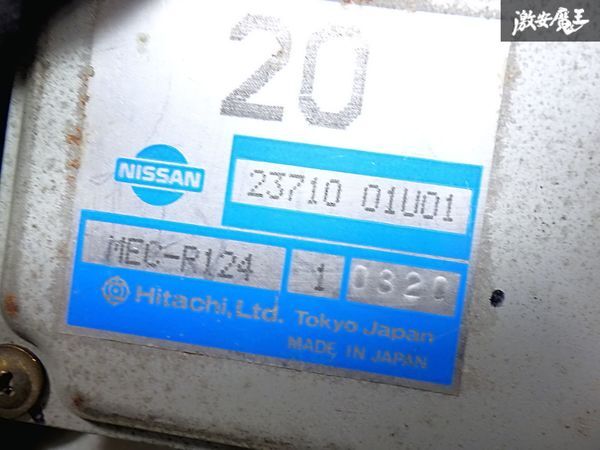 激安魔王
20
NISSAN
23710 01U01
MEC-R124 1 0320
Hitachi, Ltd. Tokyo Japan
MADE IN JAPAN